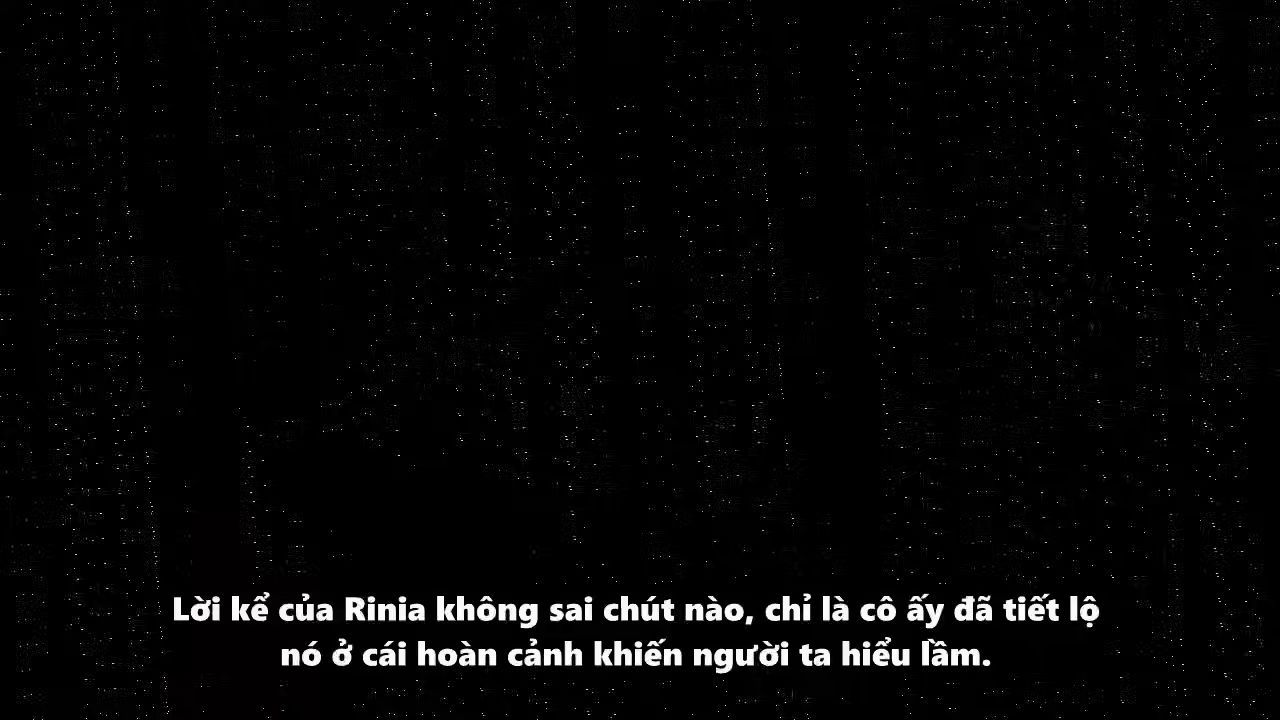 Lời kể của Rinia không sai chút nào, chỉ là cô ấy đã tiết lộ
nó ở cái hoàn cảnh khiến người ta hiểu lầm.